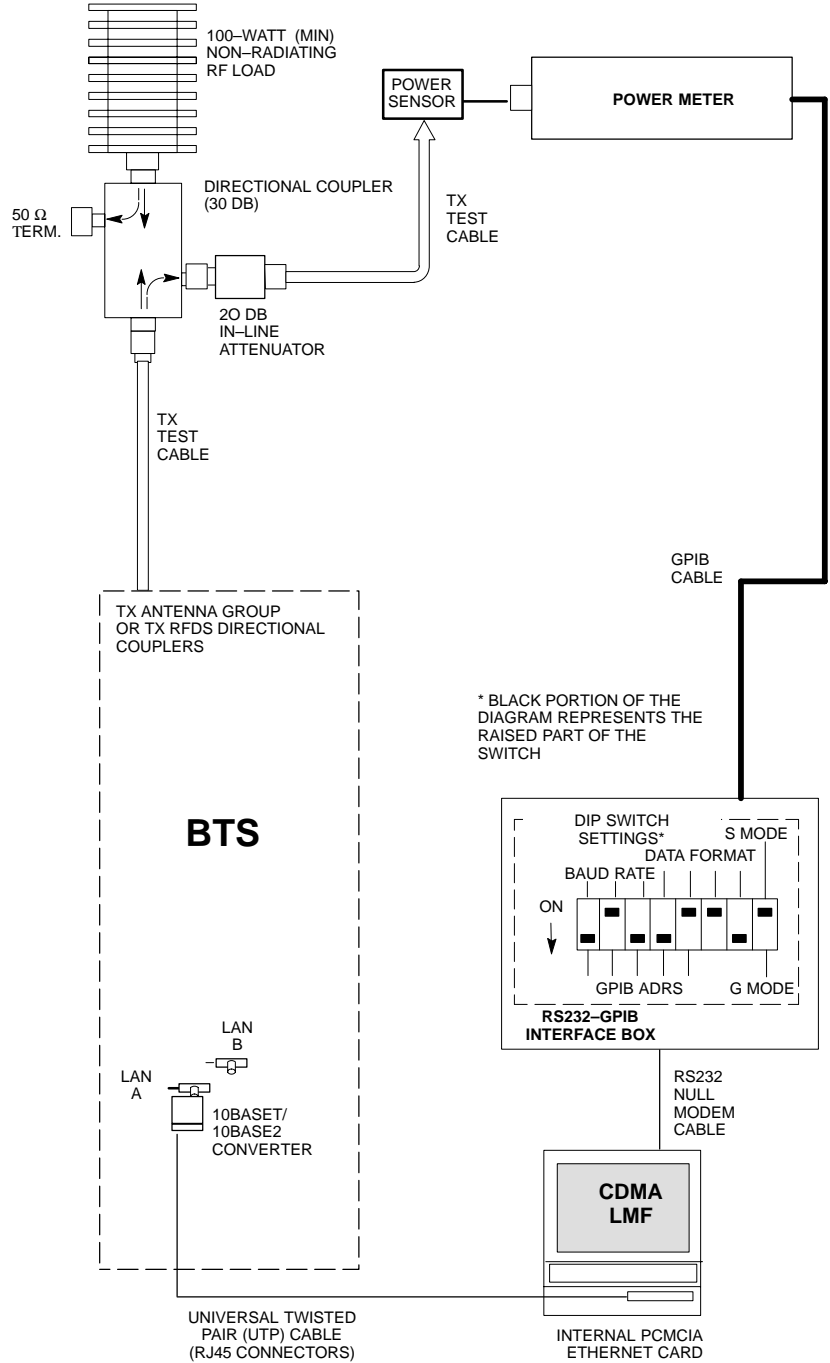 100–WATT (MIN)
NON–RADIATING
RF LOAD
POWER
SENSOR
POWER METER
DIRECTIONAL COUPLER
(30 DB)
50 Ω
TERM.
TX
TEST
CABLE
2O DB
IN–LINE
ATTENUATOR
TX
TEST
CABLE
GPIB
CABLE
TX ANTENNA GROUP
OR TX RFDS DIRECTIONAL
COUPLERS
* BLACK PORTION OF THE
DIAGRAM REPRESENTS THE
RAISED PART OF THE
SWITCH
BTS
DIP SWITCH
SETTINGS*
S MODE
DATA FORMAT
BAUD RATE
ON
GPIB ADRS
G MODE
RS232–GPIB
INTERFACE BOX
LAN
B
LAN
A
10BASET/
10BASE2
CONVERTER
RS232
NULL
MODEM
CABLE
CDMA
LMF
UNIVERSAL TWISTED
PAIR (UTP) CABLE
(RJ45 CONNECTORS)
INTERNAL PCMCIA
ETHERNET CARD